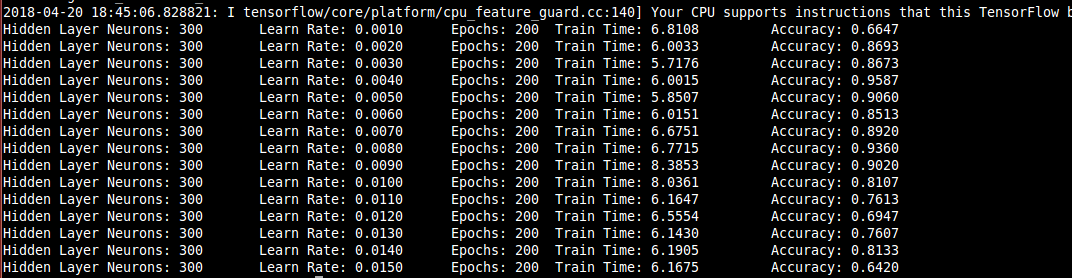 2018-04-20 18:45:06.828821: I tensorflow/core/platform/cpu_feature_guard.cc:140] Your CPU supports instructions that this TensorFlow b
Hidden Layer Neurons: 300 Learn Rate: 0.0010 Epochs: 200 Train Time: 6.8108 Accuracy: 0.6647
Hidden Layer Neurons: 300 Learn Rate: 0.0020 Epochs: 200 Train Time: 6.0033 Accuracy: 0.8693
Hidden Layer Neurons: 300 Learn Rate: 0.0030 Epochs: 200 Train Time: 5.7176 Accuracy: 0.8673
Hidden Layer Neurons: 300 Learn Rate: 0.0040 Epochs: 200 Train Time: 6.0015 Accuracy: 0.9587
Hidden Layer Neurons: 300 Learn Rate: 0.0050 Epochs: 200 Train Time: 5.8507 Accuracy: 0.9060
Hidden Layer Neurons: 300 Learn Rate: 0.0060 Epochs: 200 Train Time: 6.0151 Accuracy: 0.8513
Hidden Layer Neurons: 300 Learn Rate: 0.0070 Epochs: 200 Train Time: 6.6751 Accuracy: 0.8920
Hidden Layer Neurons: 300 Learn Rate: 0.0080 Epochs: 200 Train Time: 6.7715 Accuracy: 0.9360
Hidden Layer Neurons: 300 Learn Rate: 0.0090 Epochs: 200 Train Time: 8.3853 Accuracy: 0.9020
Hidden Layer Neurons: 300 Learn Rate: 0.0100 Epochs: 200 Train Time: 8.0361 Accuracy: 0.8107
Hidden Layer Neurons: 300 Learn Rate: 0.0110 Epochs: 200 Train Time: 6.1647 Accuracy: 0.7613
Hidden Layer Neurons: 300 Learn Rate: 0.0120 Epochs: 200 Train Time: 6.5554 Accuracy: 0.6947
Hidden Layer Neurons: 300 Learn Rate: 0.0130 Epochs: 200 Train Time: 6.1430 Accuracy: 0.7607
Hidden Layer Neurons: 300 Learn Rate: 0.0140 Epochs: 200 Train Time: 6.1905 Accuracy: 0.8133
Hidden Layer Neurons: 300 Learn Rate: 0.0150 Epochs: 200 Train Time: 6.1675 Accuracy: 0.6420